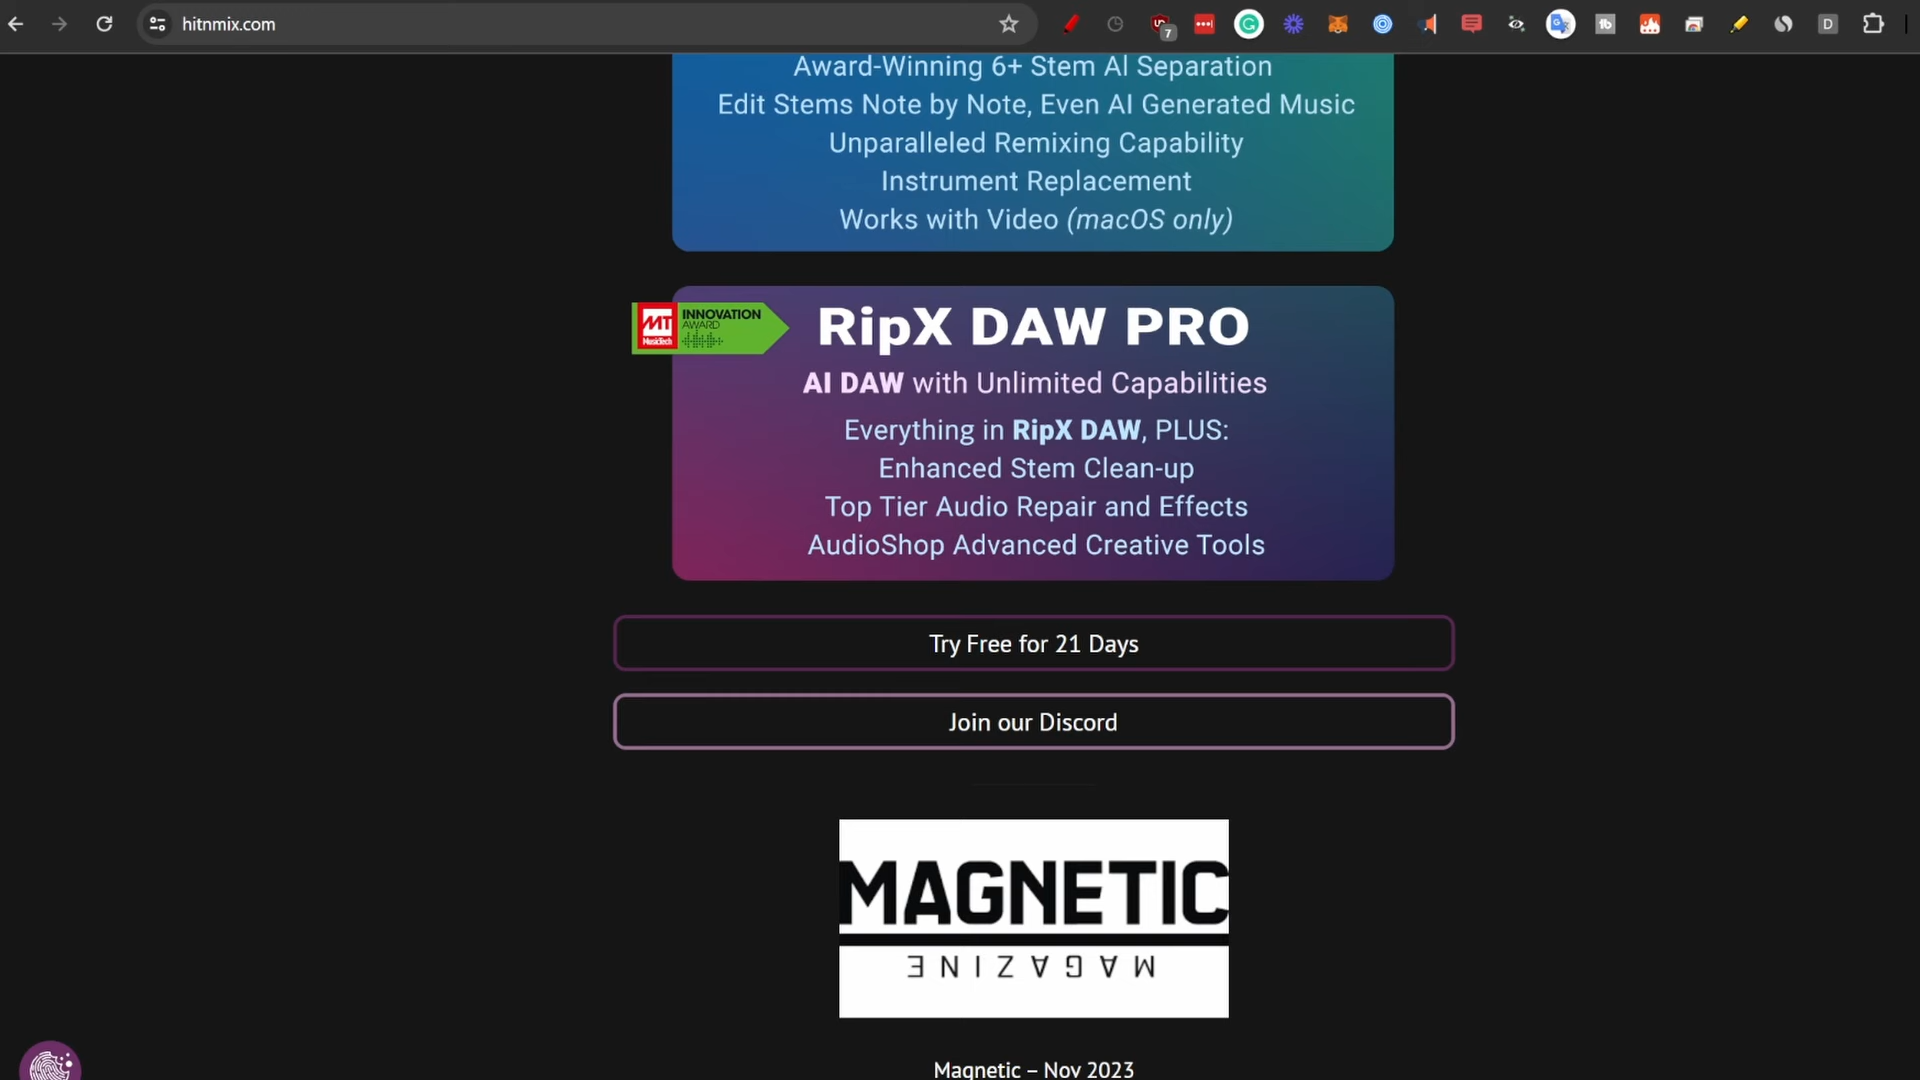 hitnmix.com
7
Award-Winning 6+ Stem AI Separation
Edit Stems Note by Note, Even AI Generated Music
Unparalleled Remixing Capability
Instrument Replacement
Works with Video (macOS only)
MT
MusicTech
INNOVATION
AWARD
RipX DAW PRO
AI DAW with Unlimited Capabilities
Everything in RipX DAW, PLUS:
Enhanced Stem Clean-up
Top Tier Audio Repair and Effects
AudioShop Advanced Creative Tools
Try Free for 21 Days
Join our Discord
MAGNETIC
MAGAZINE
Magnetic – Nov 2023